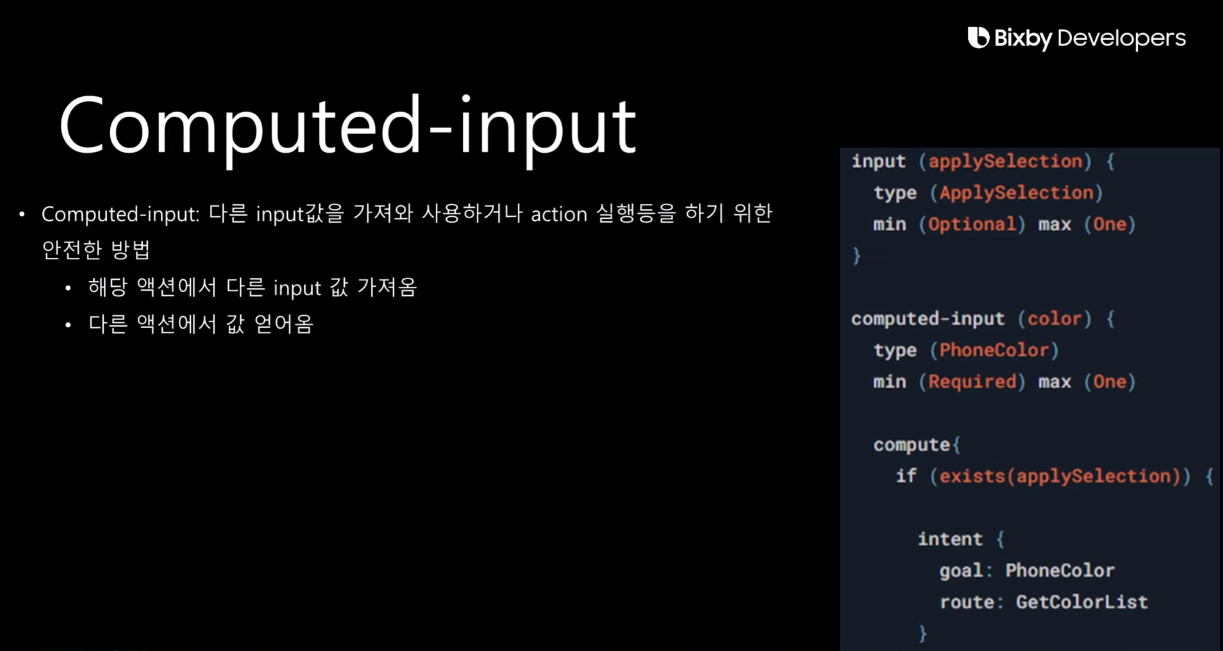 Bixby Developers
Computed-input
• Computed-input: 다른 input값을 가져와 사용하거나 action 실행등을 하기 위한
안전한 방법
• 해당 액션에서 다른 input 값 가져옴
• 다른 액션에서 값 얻어옴
input (applySelection) {
type (ApplySelection)
min (Optional) max (One)
}
computed-input (color) {
type (PhoneColor)
min (Required) max (One)
compute{
if (exists(applySelection)) {
intent {
goal: PhoneColor
route: GetColorList
}